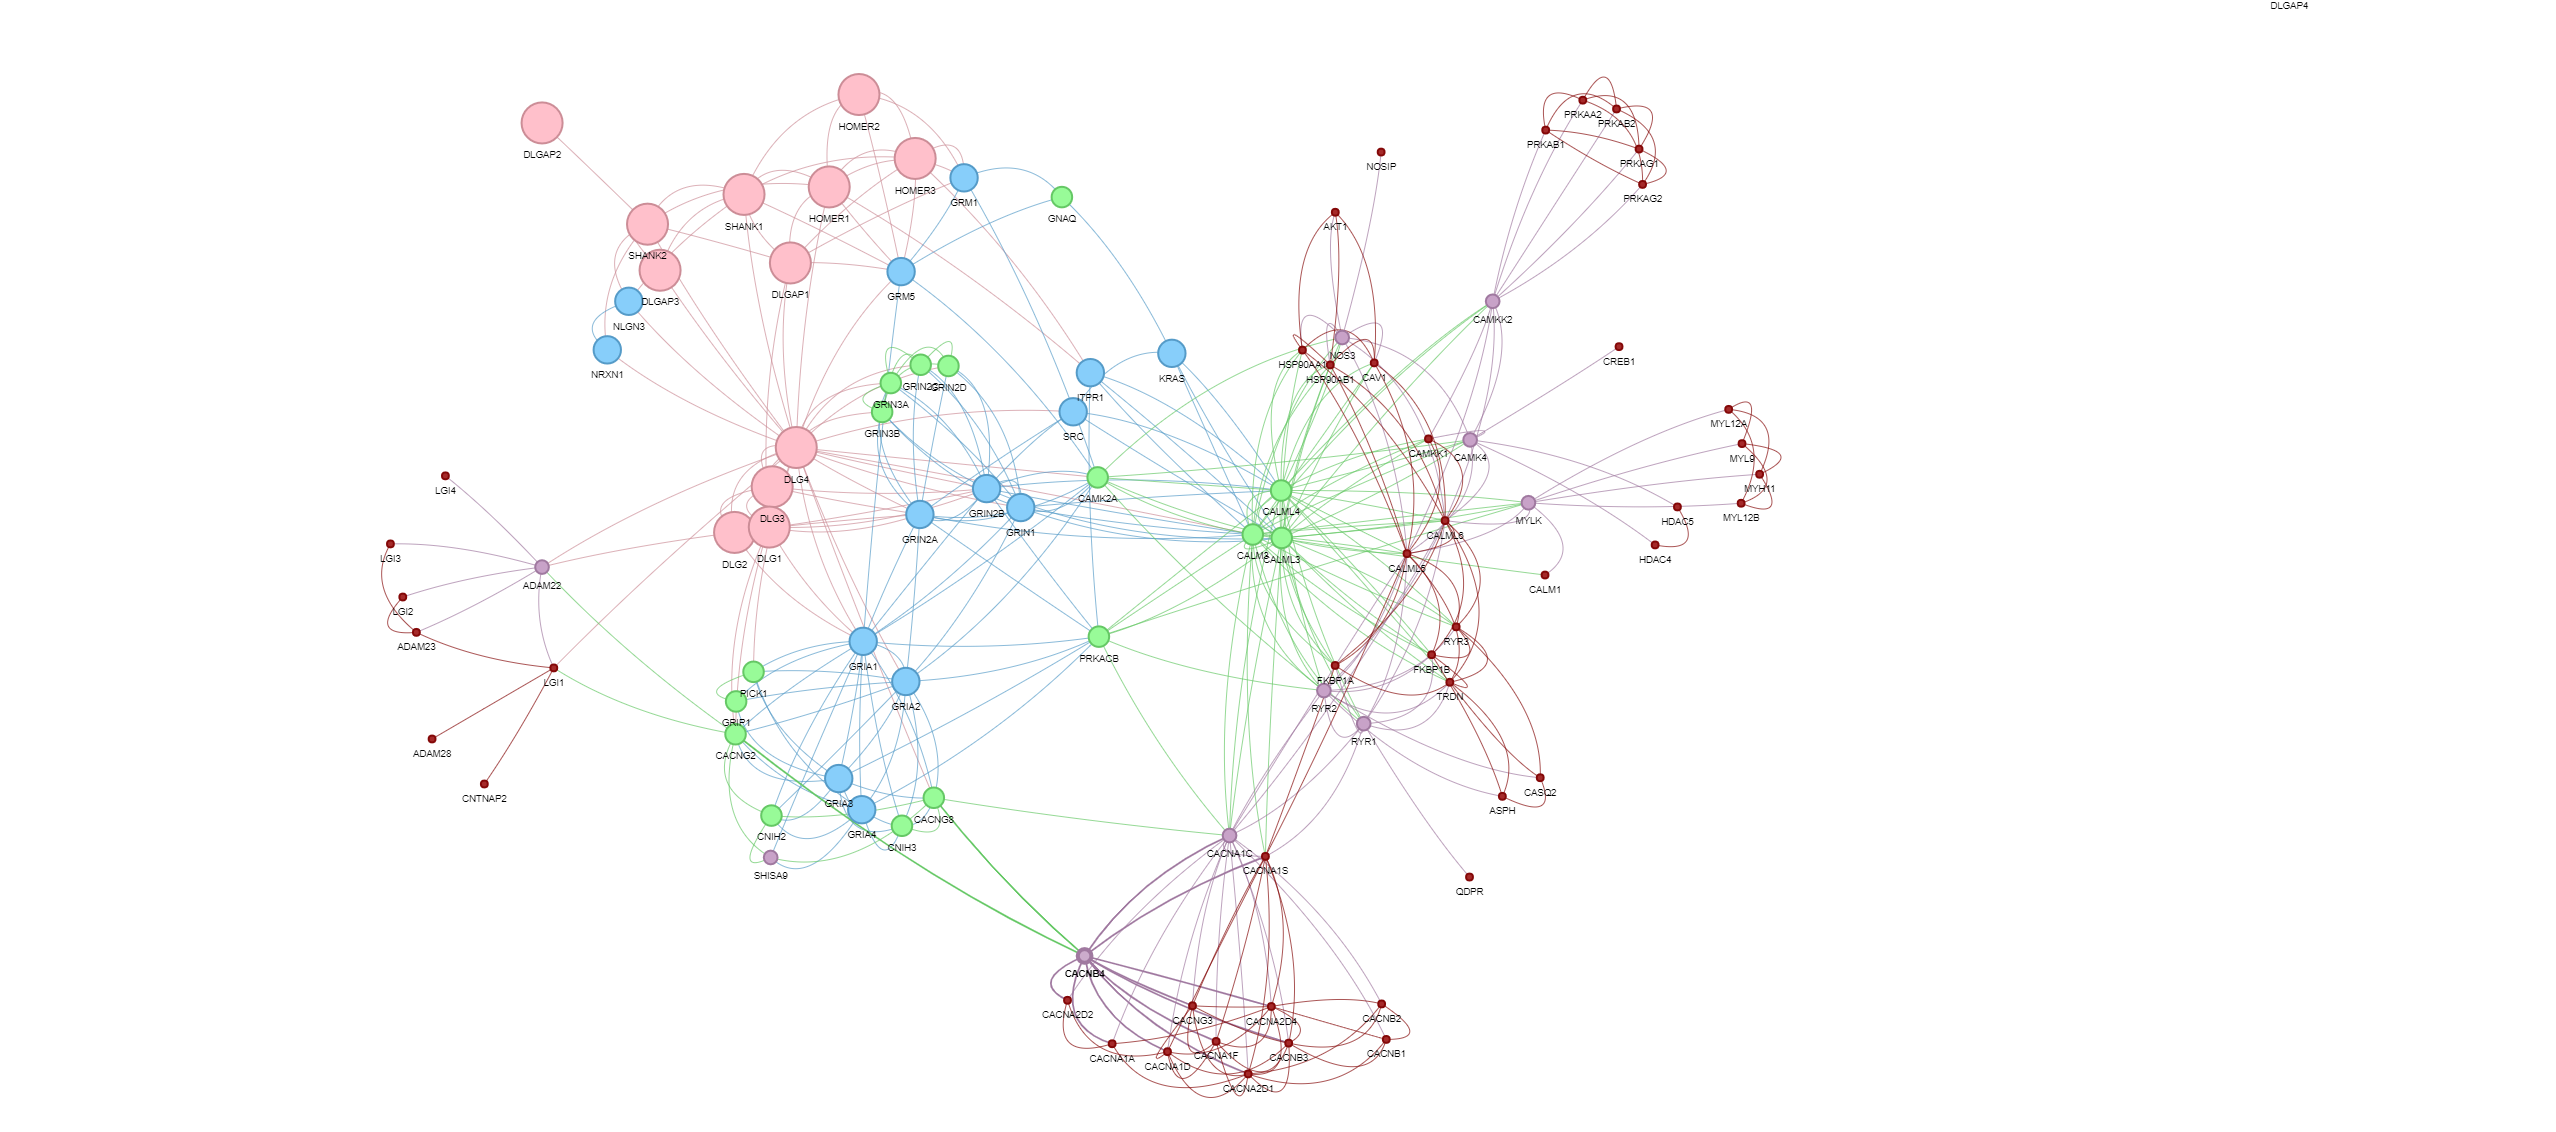 DLGAP4
HOMER2
PRKAA2
PRKAB2
PRKAB1
DLGAP2
PRKAG1
NOSIP
HOMER3
PRKAG2
GRM1
HOMER1
GNAQ
SHANK1
AKT1
SHANK2
DLGAP1
GRM5
DLGAP3
CAMKK2
NLGN3
NOS3
CREB1
HSP90AA1
NRXN1
CAV1
KRAS
HSP90AB1
GRIN2C
GRIN2D
ITPR1
GRIN3A
MYL12A
GRIN3B
SRC
CAMKK1
CAMK4
MYL9
DLG4
LGI4
MYH11
CAMK2A
CALML4
GRIN2B
MYL12B
DLG3
MYLK
HDAC5
GRIN1
CALML6
GRIN2A
CALM2
CALML3
LGI3
DLG1
HDAC4
DLG2
CALML5
ADAM22
CALM1
LGI2
RYR3
ADAM23
PRKACB
GRIA1
FKBP1B
FKBP1A
LGI1
PICK1
TRDN
GRIA2
RYR2
GRIP1
RYR1
ADAM28
CACNG2
CASQ2
CNTNAP2
GRIA3
ASPH
CACNG8
GRIA4
CNIH2
CNIH3
CACNA1C
CACNA1S
SHISA9
QDPR
CACNB4
CACNA2D2
CACNG3
CACNA2D4
CACNB2
CACNB1
CACNA1A
CACNA1F
CACNB3
CACNA1D
CACNA2D1